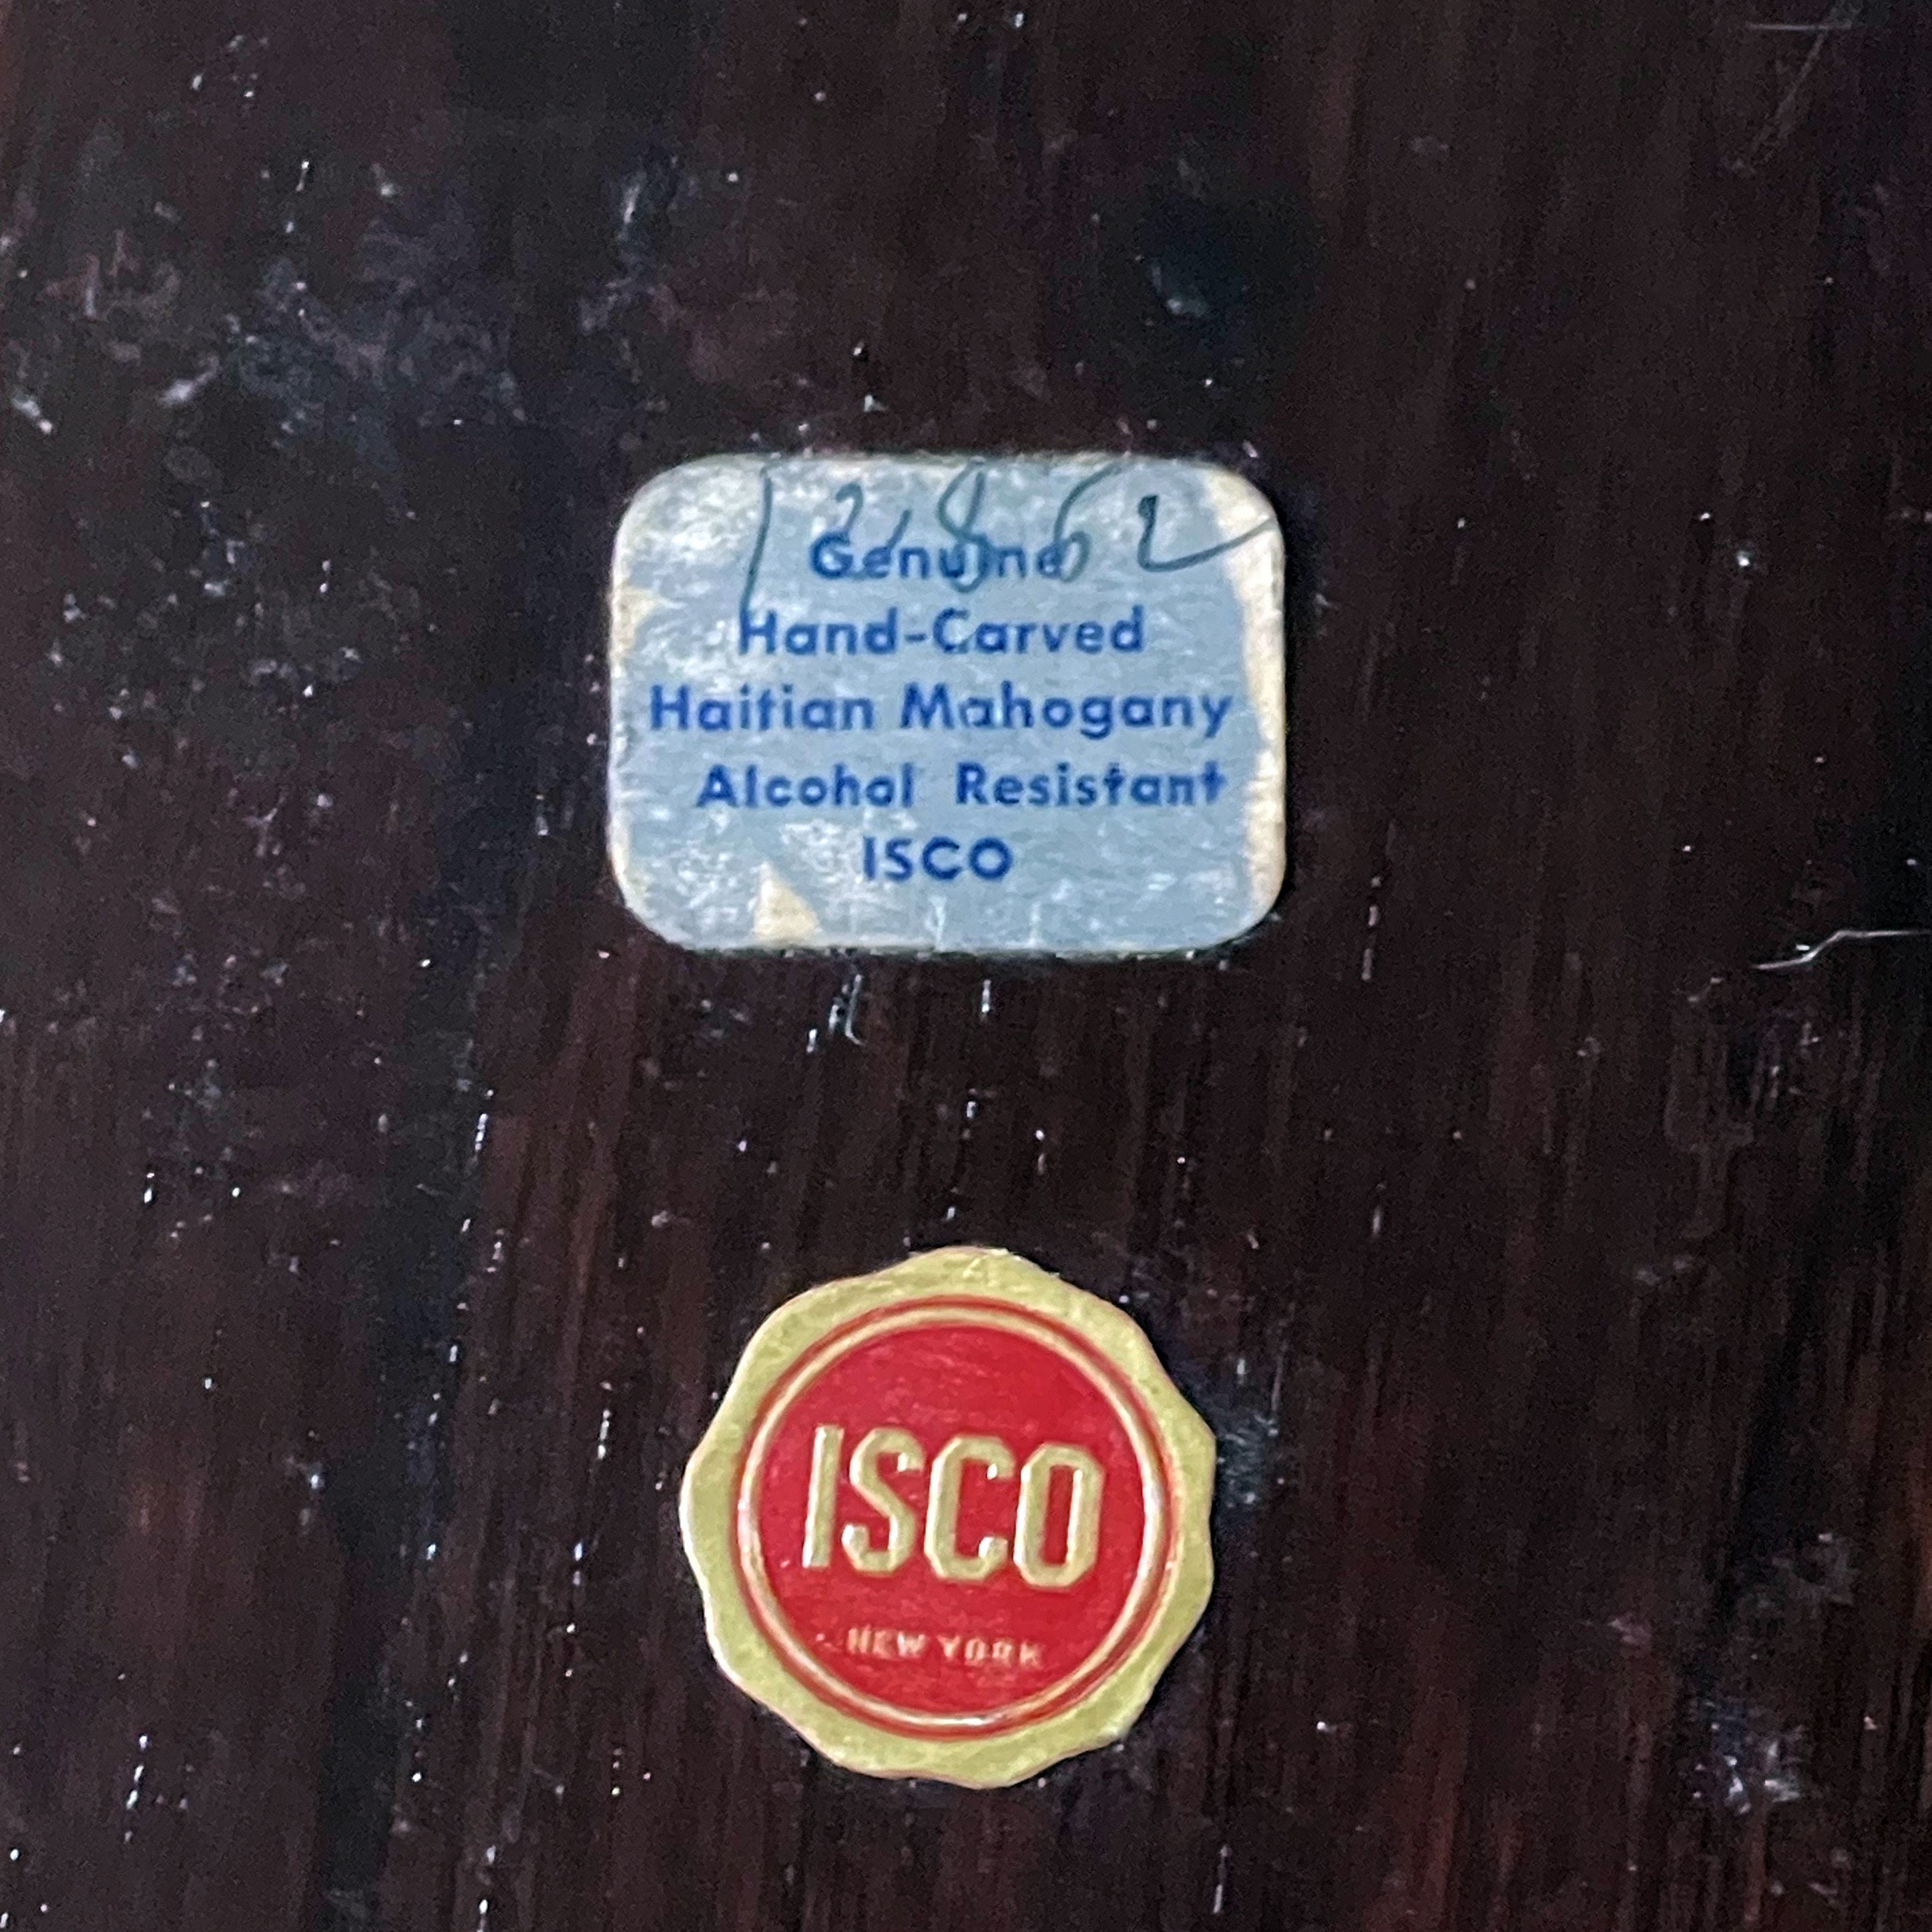 12862
Genuine
Hand-Carved
Haitian Mahogany
Alcohol Resistant
ISCO
ISCO
NEW YORK